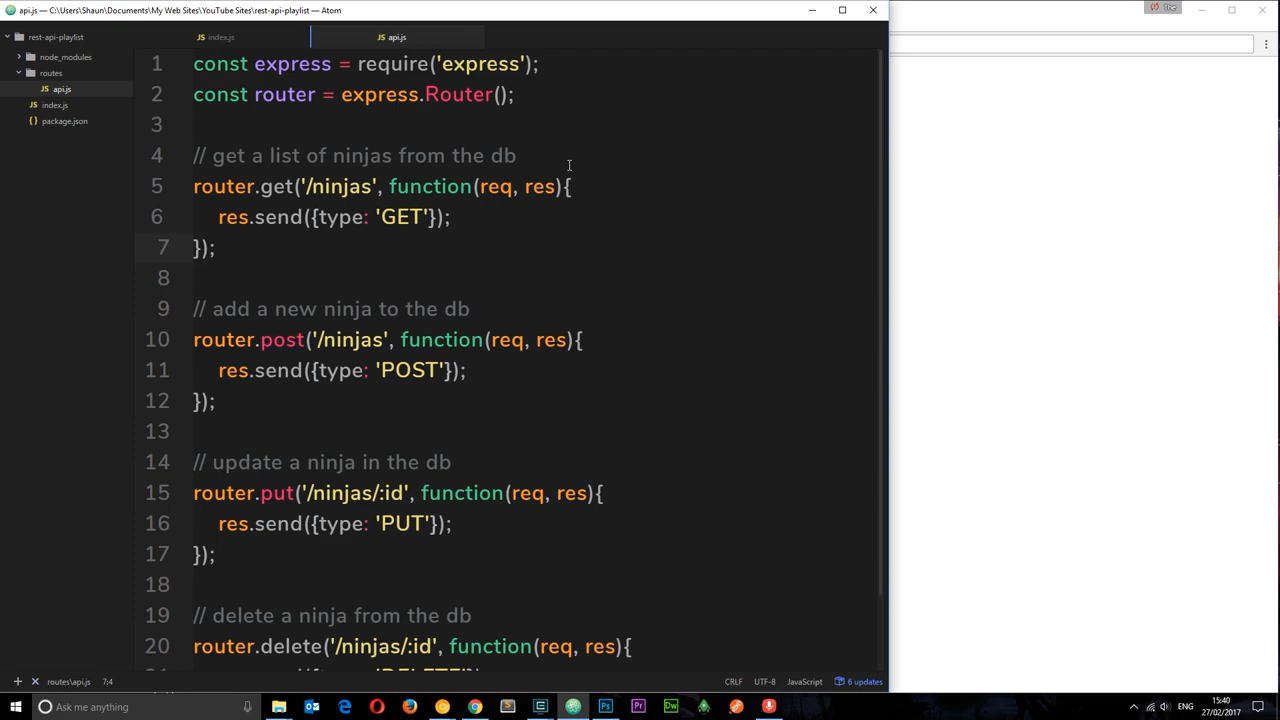 api.js — C:\Users\Shaun\Documents\My Web Sites\YouTube Sites\rest-api-playlist — Atom
The
rest-api-playlist
node_modules
routes
api.js
index.js
package.json
index.js
api.js
1 const express = require('express');
2 const router = express.Router();
3
4 // get a list of ninjas from the db
5 router.get('/ninjas', function(req, res){
6 res.send({type: 'GET'});
7 });
8
9 // add a new ninja to the db
10 router.post('/ninjas', function(req, res){
11 res.send({type: 'POST'});
12 });
13
14 // update a ninja in the db
15 router.put('/ninjas/:id', function(req, res){
16 res.send({type: 'PUT'});
17 });
18
19 // delete a ninja from the db
20 router.delete('/ninjas/:id', function(req, res){
routes\api.js 7:4 CRLF UTF-8 JavaScript 6 updates
Ask me anything
ENG
15:40
27/02/2017